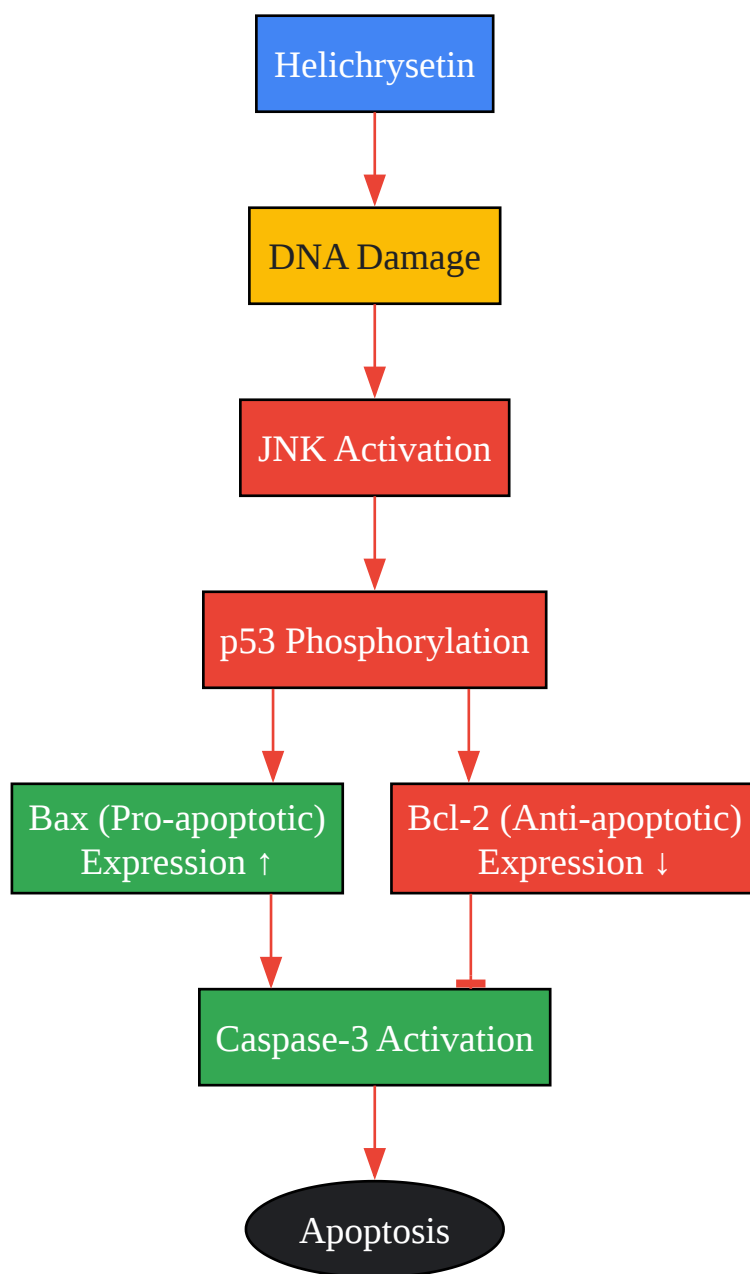 Helichrysetin
DNA Damage
JNK Activation
p53 Phosphorylation
Bax (Pro-apoptotic)
Expression ↑
Bcl-2 (Anti-apoptotic)
Expression ↓
Caspase-3 Activation
Apoptosis